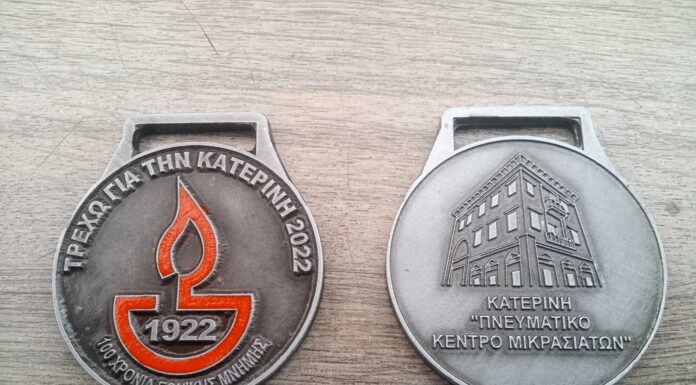 ΤΡΕΧΩ ΓΙΑ ΤΗΝ ΚΑΤΕΡΙΝΗ 2022
1922
100 ΧΡΟΝΙΑ ΕΘΝΙΚΗΣ ΜΝΗΜΗΣ
ΚΑΤΕΡΙΝΗ
"ΠΝΕΥΜΑΤΙΚΟ
ΚΕΝΤΡΟ ΜΙΚΡΑΣΙΑΤΩΝ"